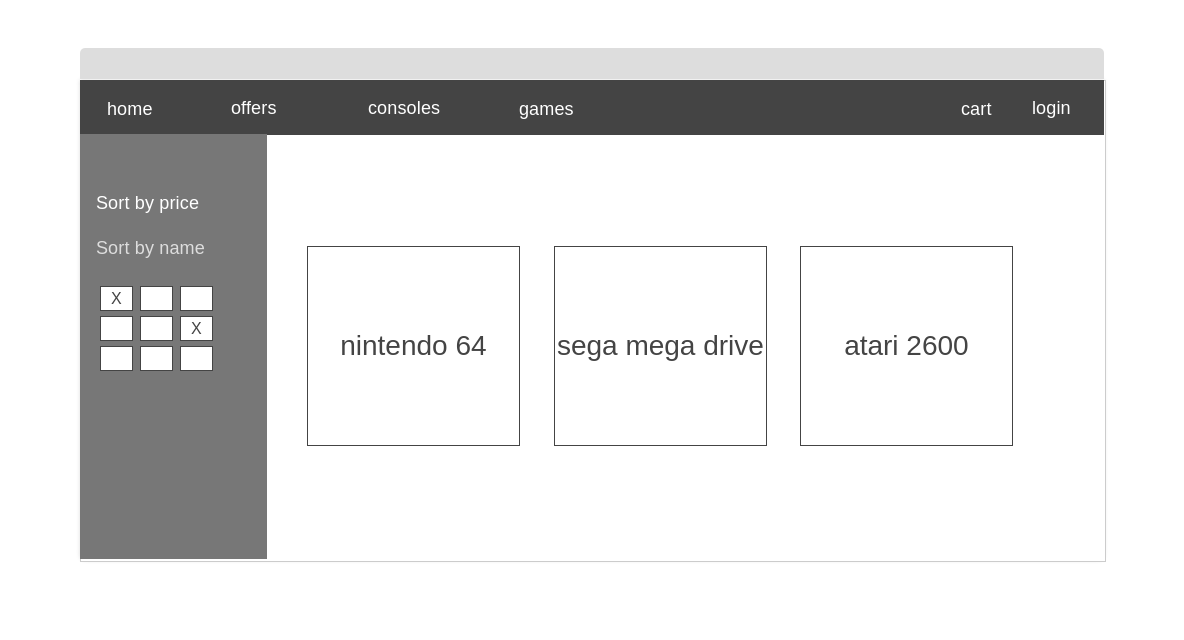 home offers consoles games cart login
Sort by price
Sort by name
X
X
nintendo 64 sega mega drive atari 2600